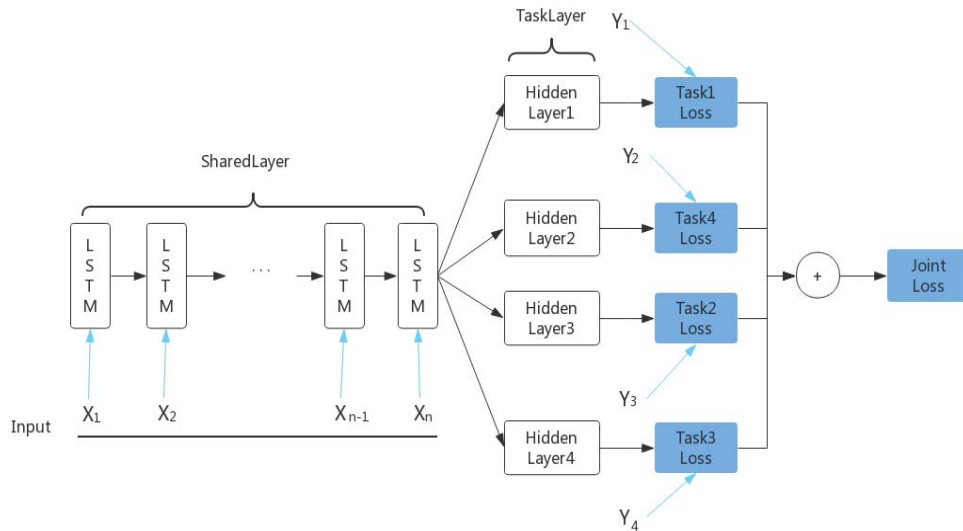 TaskLayer
Y1
Hidden
Layer1
Task1
Loss
SharedLayer
Y2
L
S
T
M
L
S
T
M
...
L
S
T
M
L
S
T
M
Hidden
Layer2
Task4
Loss
+
Joint
Loss
Hidden
Layer3
Task2
Loss
Y3
Input
X1
X2
Xn-1
Xn
Hidden
Layer4
Task3
Loss
Y4